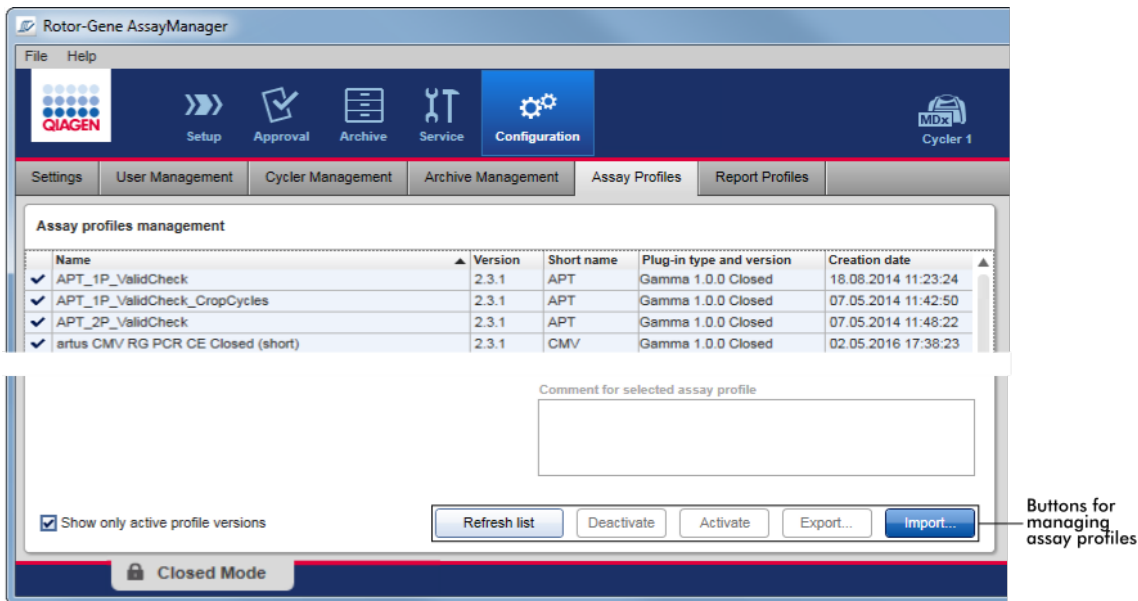 Rotor-Gene AssayManager
File Help
QIAGEN
Setup Approval Archive Service Configuration
MDx
Cycler 1
Settings User Management Cycler Management Archive Management Assay Profiles Report Profiles
Assay profiles management
Name Version Short name Plug-in type and version Creation date
APT_1P_ValidCheck 2.3.1 APT Gamma 1.0.0 Closed 18.08.2014 11:23:24
APT_1P_ValidCheck_CropCycles 2.3.1 APT Gamma 1.0.0 Closed 07.05.2014 11:42:50
APT_2P_ValidCheck 2.3.1 APT Gamma 1.0.0 Closed 07.05.2014 11:48:22
artus CMV RG PCR CE Closed (short) 2.3.1 CMV Gamma 1.0.0 Closed 02.05.2016 17:38:23
Comment for selected assay profile
Show only active profile versions
Refresh list Deactivate Activate Export... Import...
Buttons for
managing
assay profiles
Closed Mode